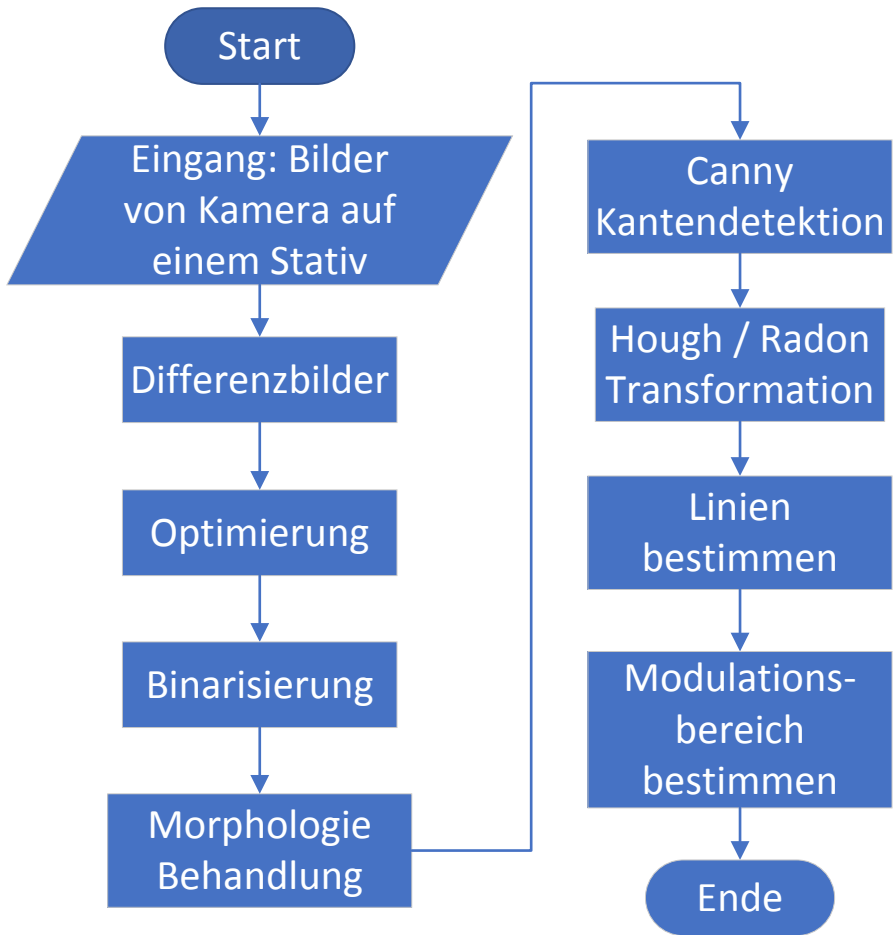 Start
Eingang: Bilder
von Kamera auf
einem Stativ
Differenzbilder
Optimierung
Binarisierung
Morphologie
Behandlung
Canny
Kantendetektion
Hough / Radon
Transformation
Linien
bestimmen
Modulations-
bereich
bestimmen
Ende